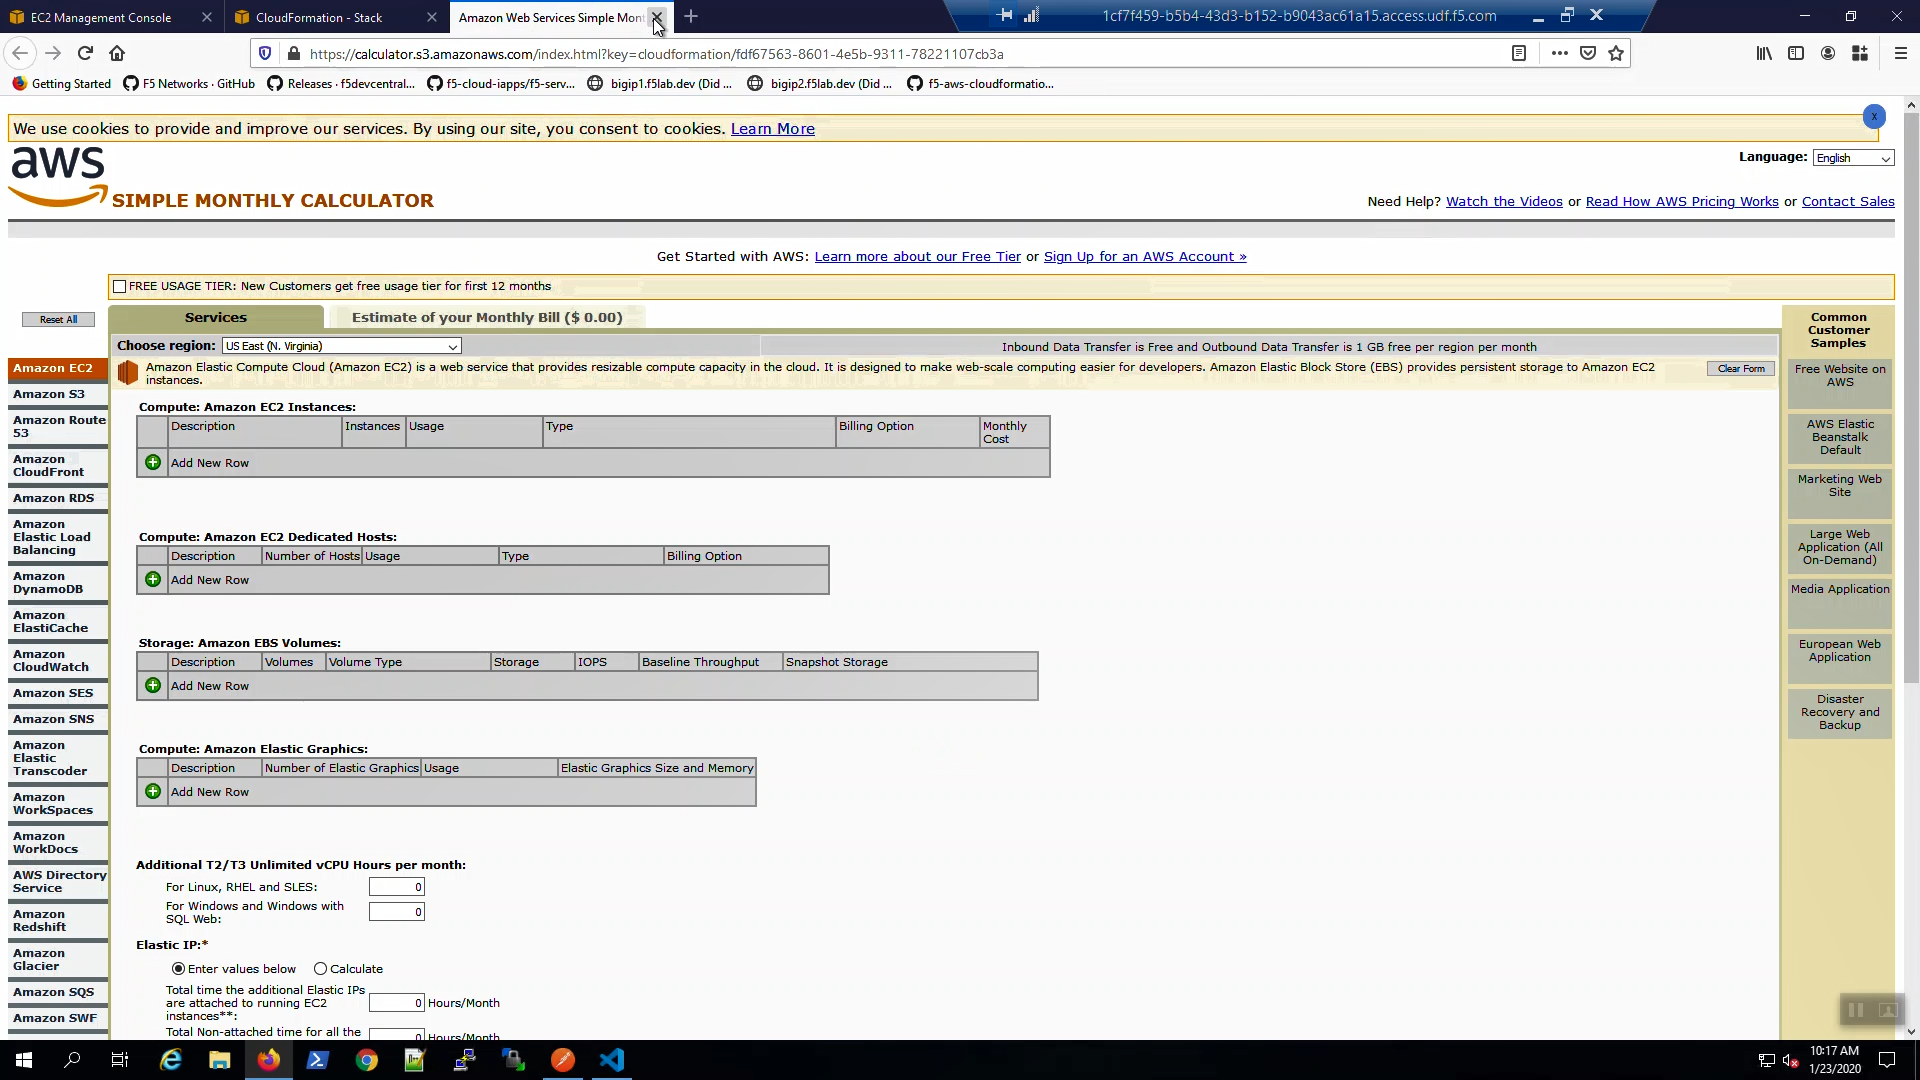 EC2 Management Console
CloudFormation - Stack
Amazon Web Services Simple Mont
1cf7f459-b5b4-43d3-b152-b9043ac61a15.access.udf.f5.com
https://calculator.s3.amazonaws.com/index.html?key=cloudformation/fdf67563-8601-4e5b-9311-78221107cb3a
Getting Started
F5 Networks · GitHub
Releases · f5devcentral...
f5-cloud-iapps/f5-serv...
bigip1.f5lab.dev (Did ...
bigip2.f5lab.dev (Did ...
f5-aws-cloudformatio...
We use cookies to provide and improve our services. By using our site, you consent to cookies. Learn More
x
aws
SIMPLE MONTHLY CALCULATOR
Language: English
Need Help? Watch the Videos or Read How AWS Pricing Works or Contact Sales
Get Started with AWS: Learn more about our Free Tier or Sign Up for an AWS Account »
FREE USAGE TIER: New Customers get free usage tier for first 12 months
Reset All
Services
Estimate of your Monthly Bill ($ 0.00)
Choose region: US East (N. Virginia)
Inbound Data Transfer is Free and Outbound Data Transfer is 1 GB free per region per month
Amazon Elastic Compute Cloud (Amazon EC2) is a web service that provides resizable compute capacity in the cloud. It is designed to make web-scale computing easier for developers. Amazon Elastic Block Store (EBS) provides persistent storage to Amazon EC2
instances.
Clear Form
Amazon EC2
Amazon S3
Amazon Route
53
Amazon
CloudFront
Amazon RDS
Amazon
Elastic Load
Balancing
Amazon
DynamoDB
Amazon
ElastiCache
Amazon
CloudWatch
Amazon SES
Amazon SNS
Amazon
Elastic
Transcoder
Amazon
WorkSpaces
Amazon
WorkDocs
AWS Directory
Service
Amazon
Redshift
Amazon
Glacier
Amazon SQS
Amazon SWF
Compute: Amazon EC2 Instances:
Description Instances Usage Type Billing Option Monthly
Cost
Add New Row
Compute: Amazon EC2 Dedicated Hosts:
Description Number of Hosts Usage Type Billing Option
Add New Row
Storage: Amazon EBS Volumes:
Description Volumes Volume Type Storage IOPS Baseline Throughput Snapshot Storage
Add New Row
Compute: Amazon Elastic Graphics:
Description Number of Elastic Graphics Usage Elastic Graphics Size and Memory
Add New Row
Additional T2/T3 Unlimited vCPU Hours per month:
For Linux, RHEL and SLES: 0
For Windows and Windows with
SQL Web: 0
Elastic IP:*
Enter values below Calculate
Total time the additional Elastic IPs
are attached to running EC2
instances**: 0 Hours/Month
Total Non-attached time for all the 0 Hours/Month
Common
Customer
Samples
Free Website on
AWS
AWS Elastic
Beanstalk
Default
Marketing Web
Site
Large Web
Application (All
On-Demand)
Media Application
European Web
Application
Disaster
Recovery and
Backup
10:17 AM
1/23/2020